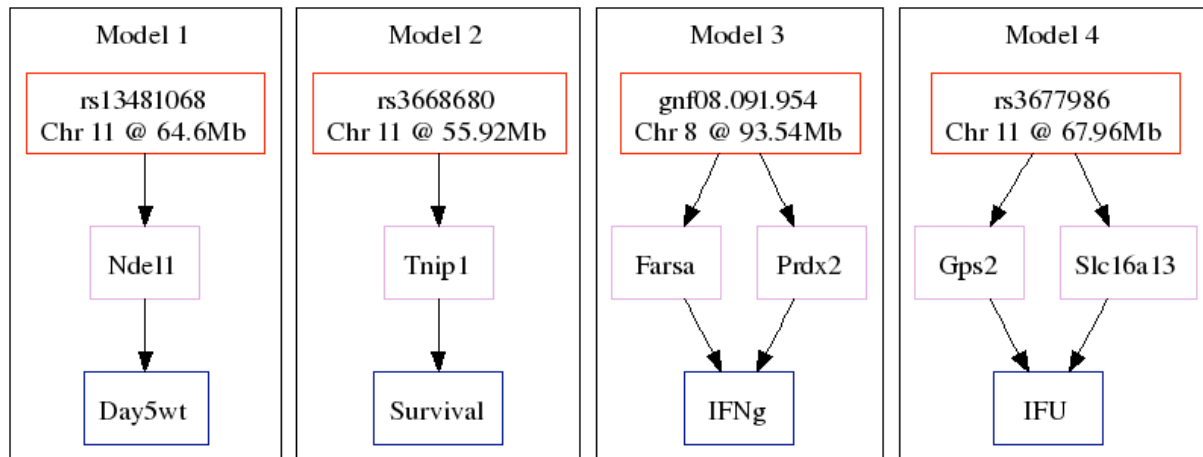 Model 1
rs13481068
Chr 11 @ 64.6Mb
Ndel1
Day5wt
Model 2
rs3668680
Chr 11 @ 55.92Mb
Tnip1
Survival
Model 3
gnf08.091.954
Chr 8 @ 93.54Mb
Farsa
Prdx2
IFNg
Model 4
rs3677986
Chr 11 @ 67.96Mb
Gps2
Slc16a13
IFU